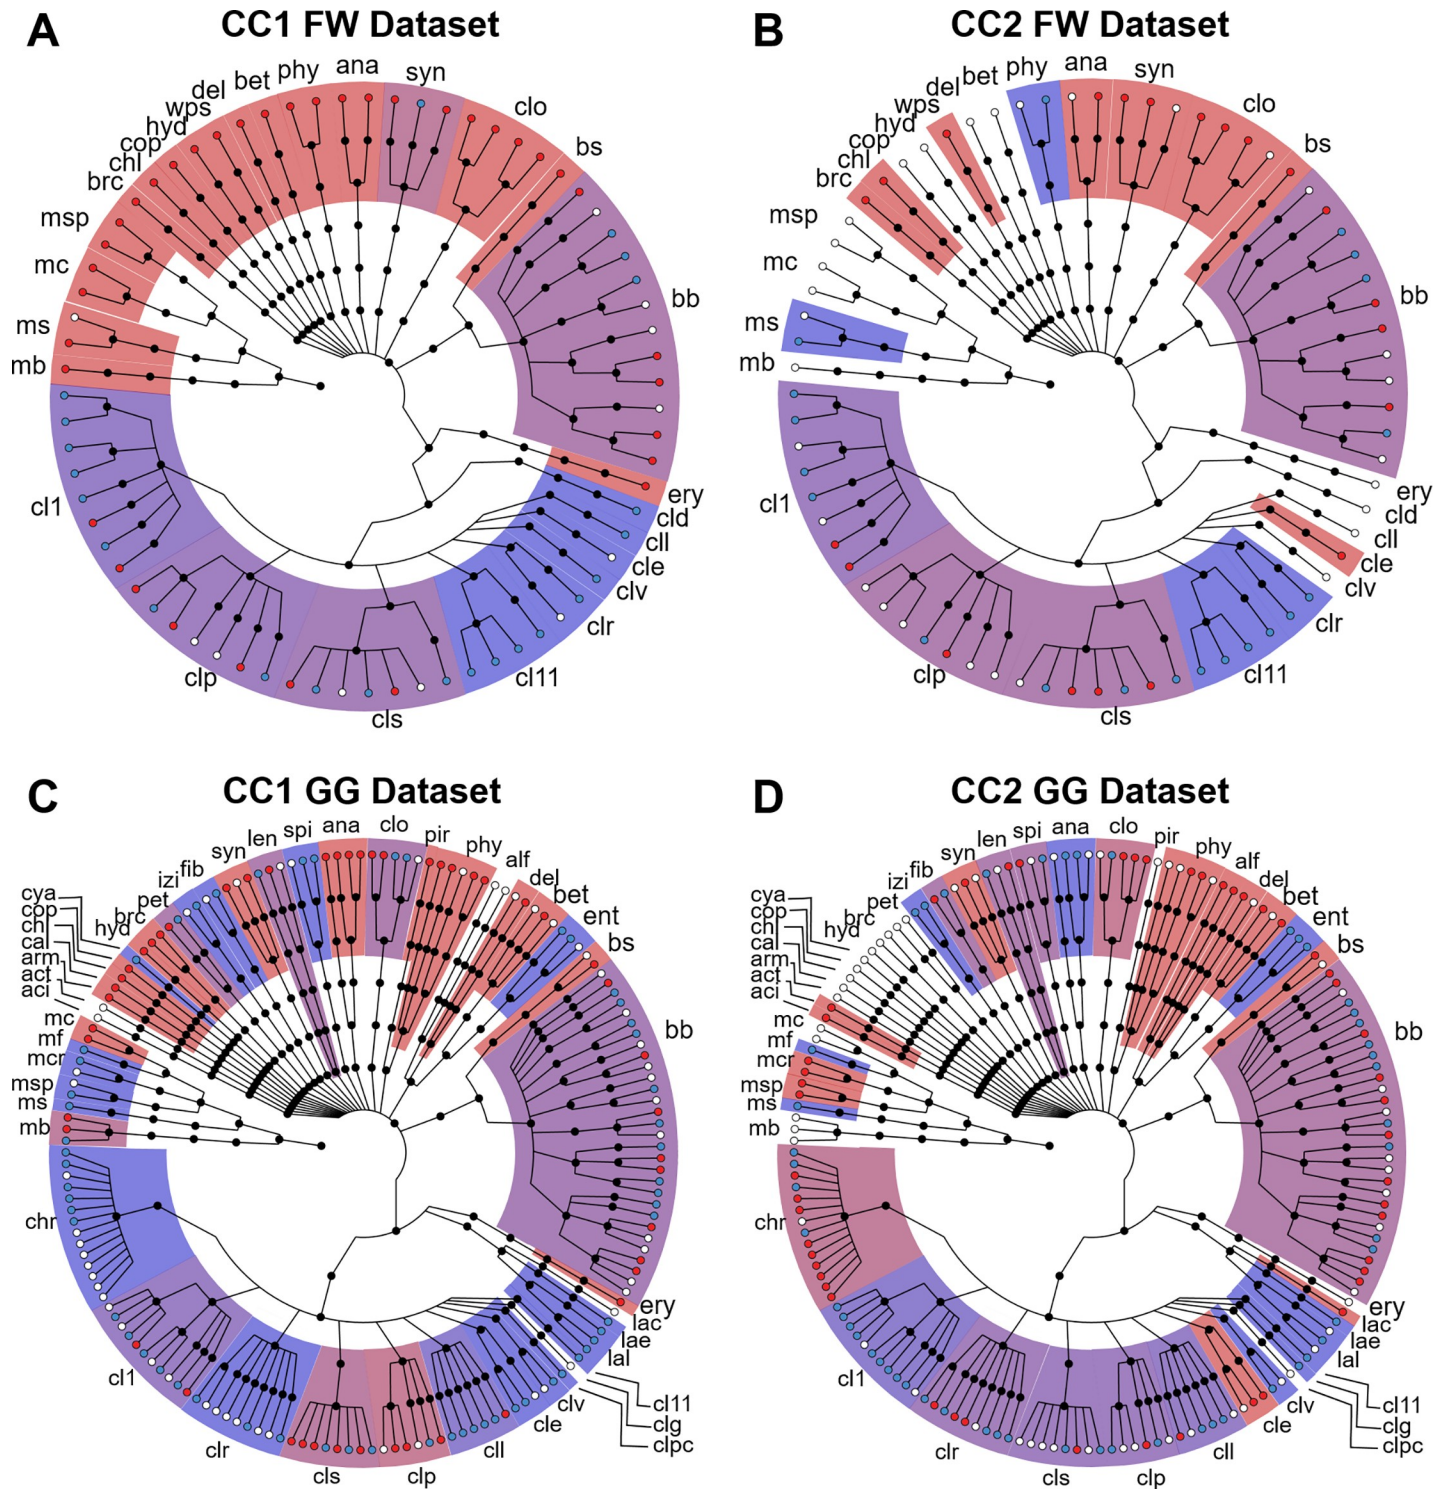 A
CC1 FW Dataset
mb
ms
mc
msp
brc
chl
cop
hyd
wps
del
bet
phy
ana
syn
clo
bs
bb
ery
cld
cll
cle
clv
clr
cl11
cls
clp
cl1
B
CC2 FW Dataset
mb
ms
mc
msp
brc
chl
cop
hyd
wps
del
bet
phy
ana
syn
clo
bs
bb
ery
cld
cll
cle
clv
clr
cl11
cls
clp
cl1
C
CC1 GG Dataset
mb
ms
msp
mcr
mf
mc
aci
act
arm
cal
chl
cop
cya
hyd
brc
pet
izi
fib
syn
len
spi
ana
clo
pir
phy
alf
del
bet
ent
bs
bb
ery
lac
lae
lal
cl11
clg
clpc
clv
cle
cll
clp
cls
clr
cl1
chr
D
CC2 GG Dataset
mb
ms
msp
mcr
mf
mc
aci
act
arm
cal
chl
cop
cya
hyd
brc
pet
izi
fib
syn
len
spi
ana
clo
pir
phy
alf
del
bet
ent
bs
bb
ery
lac
lae
lal
cl11
clg
clpc
clv
cle
cll
clp
cls
clr
cl1
chr